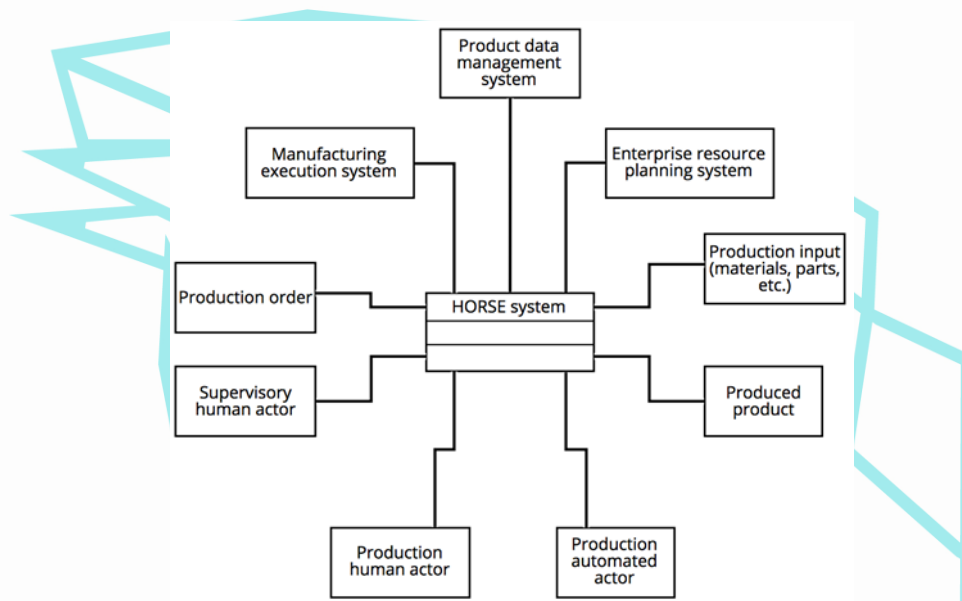 Product data
management
system
Manufacturing
execution system
Enterprise resource
planning system
Production input
(materials, parts,
etc.)
Production order
HORSE system
Supervisory
human actor
Produced
product
Production
human actor
Production
automated
actor